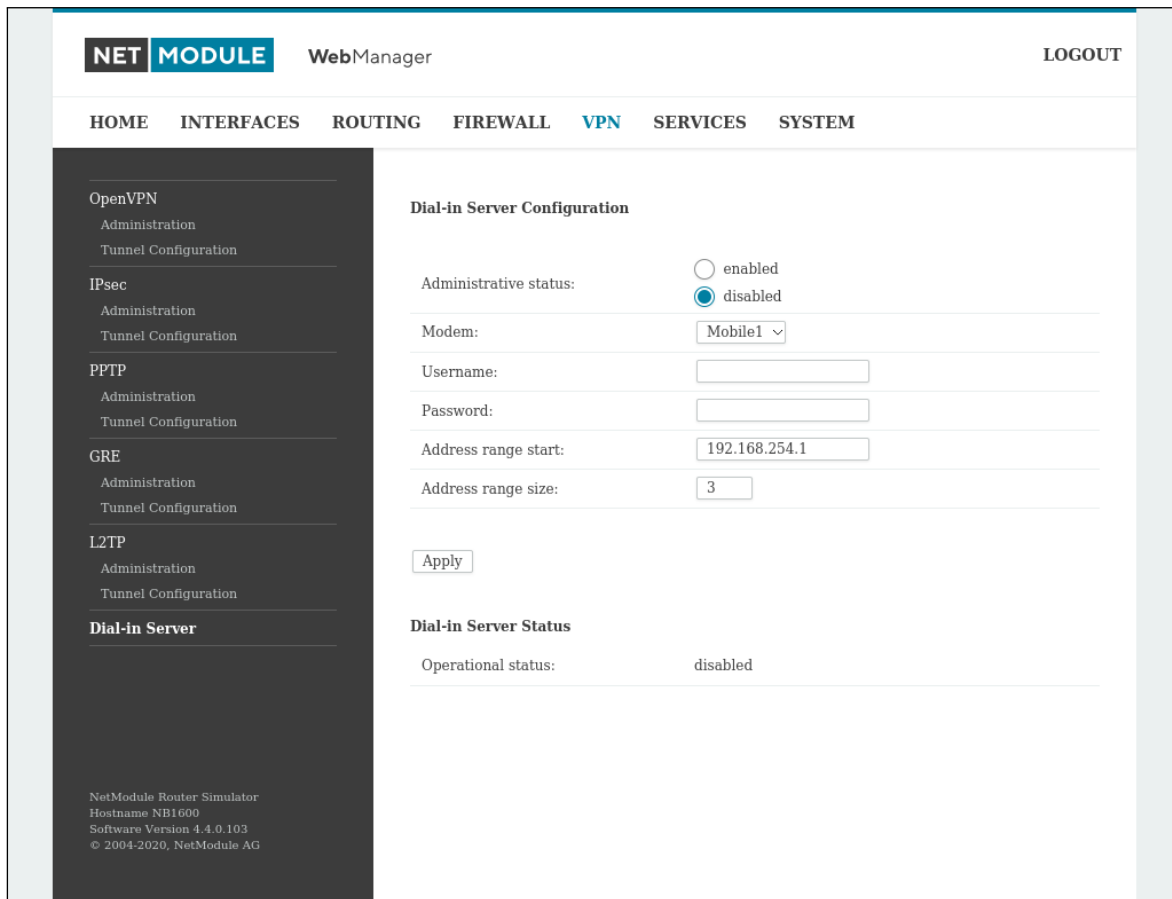 NET MODULE WebManager LOGOUT
HOME INTERFACES ROUTING FIREWALL VPN SERVICES SYSTEM
OpenVPN
Administration
Tunnel Configuration
IPsec
Administration
Tunnel Configuration
PPTP
Administration
Tunnel Configuration
GRE
Administration
Tunnel Configuration
L2TP
Administration
Tunnel Configuration
Dial-in Server
NetModule Router Simulator
Hostname NB1600
Software Version 4.4.0.103
© 2004-2020, NetModule AG
Dial-in Server Configuration
Administrative status: enabled
disabled
Modem: Mobile1
Username:
Password:
Address range start: 192.168.254.1
Address range size: 3
Apply
Dial-in Server Status
Operational status: disabled